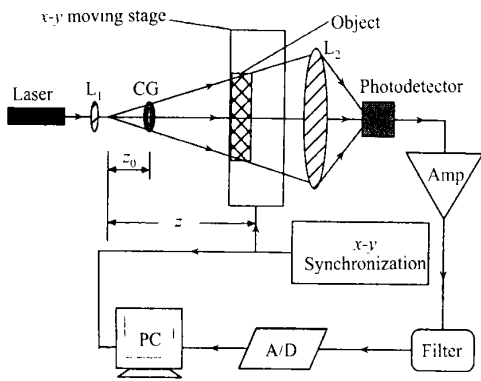 x-y moving stage
Object
L2
L1
CG
Laser
Photodetector
z0
Amp
z
x-y
Synchronization
PC
A/D
Filter